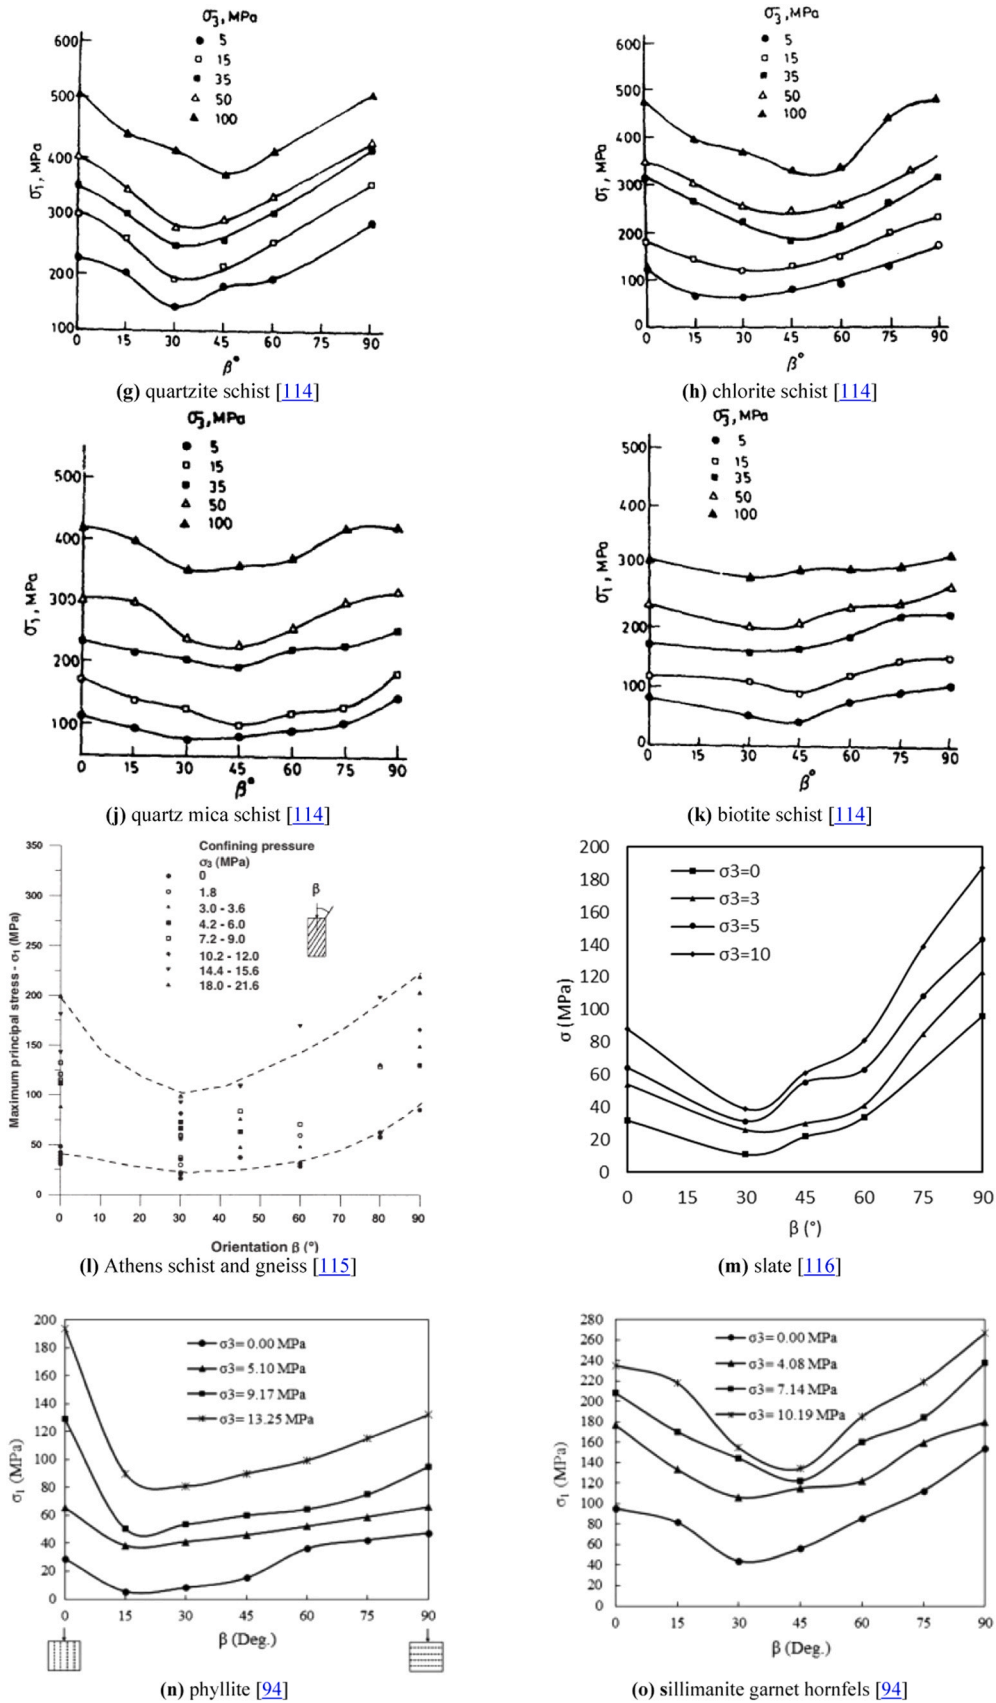 σ3, MPa
5
15
35
50
100
600
500
400
300
200
100
σ1, MPa
0 15 30 45 60 75 90
β°
(g) quartzite schist [114]
σ3, MPa
5
15
35
50
100
600
500
400
300
200
100
0
σ1, MPa
0 15 30 45 60 75 90
β°
(h) chlorite schist [114]
σ3, MPa
5
15
35
50
100
500
400
300
200
100
σ1, MPa
0 15 30 45 60 75 90
β°
(j) quartz mica schist [114]
σ3, MPa
5
15
35
50
100
500
400
300
200
100
0
σ1, MPa
0 15 30 45 60 75 90
β°
(k) biotite schist [114]
Confining pressure
σ3 (MPa)
0
1.8
3.0 - 3.6
4.2 - 6.0
7.2 - 9.0
10.2 - 12.0
14.4 - 15.6
18.0 - 21.6
β
350
300
250
200
150
100
50
0
Maximum principal stress - σ1 (MPa)
0 10 20 30 40 50 60 70 80 90
Orientation β (°)
(l) Athens schist and gneiss [115]
σ3=0
σ3=3
σ3=5
σ3=10
200
180
160
140
120
100
80
60
40
20
0
σ (MPa)
0 15 30 45 60 75 90
β (°)
(m) slate [116]
σ3= 0.00 MPa
σ3= 5.10 MPa
σ3= 9.17 MPa
σ3= 13.25 MPa
200
180
160
140
120
100
80
60
40
20
0
σ1 (MPa)
0 15 30 45 60 75 90
β (Deg.)
(n) phyllite [94]
σ3= 0.00 MPa
σ3= 4.08 MPa
σ3= 7.14 MPa
σ3= 10.19 MPa
280
260
240
220
200
180
160
140
120
100
80
60
40
20
0
σ1 (MPa)
0 15 30 45 60 75 90
β (Deg.)
(o) sillimanite garnet hornfels [94]